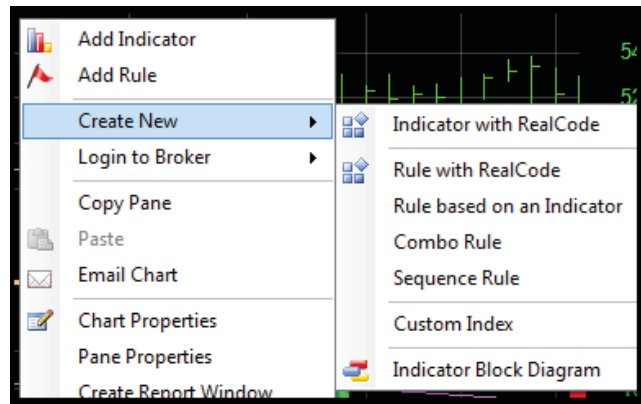 Add Indicator
Add Rule
Create New
Login to Broker
Copy Pane
Paste
Email Chart
Chart Properties
Pane Properties
Create Report Window
Indicator with RealCode
Rule with RealCode
Rule based on an Indicator
Combo Rule
Sequence Rule
Custom Index
Indicator Block Diagram
54
52